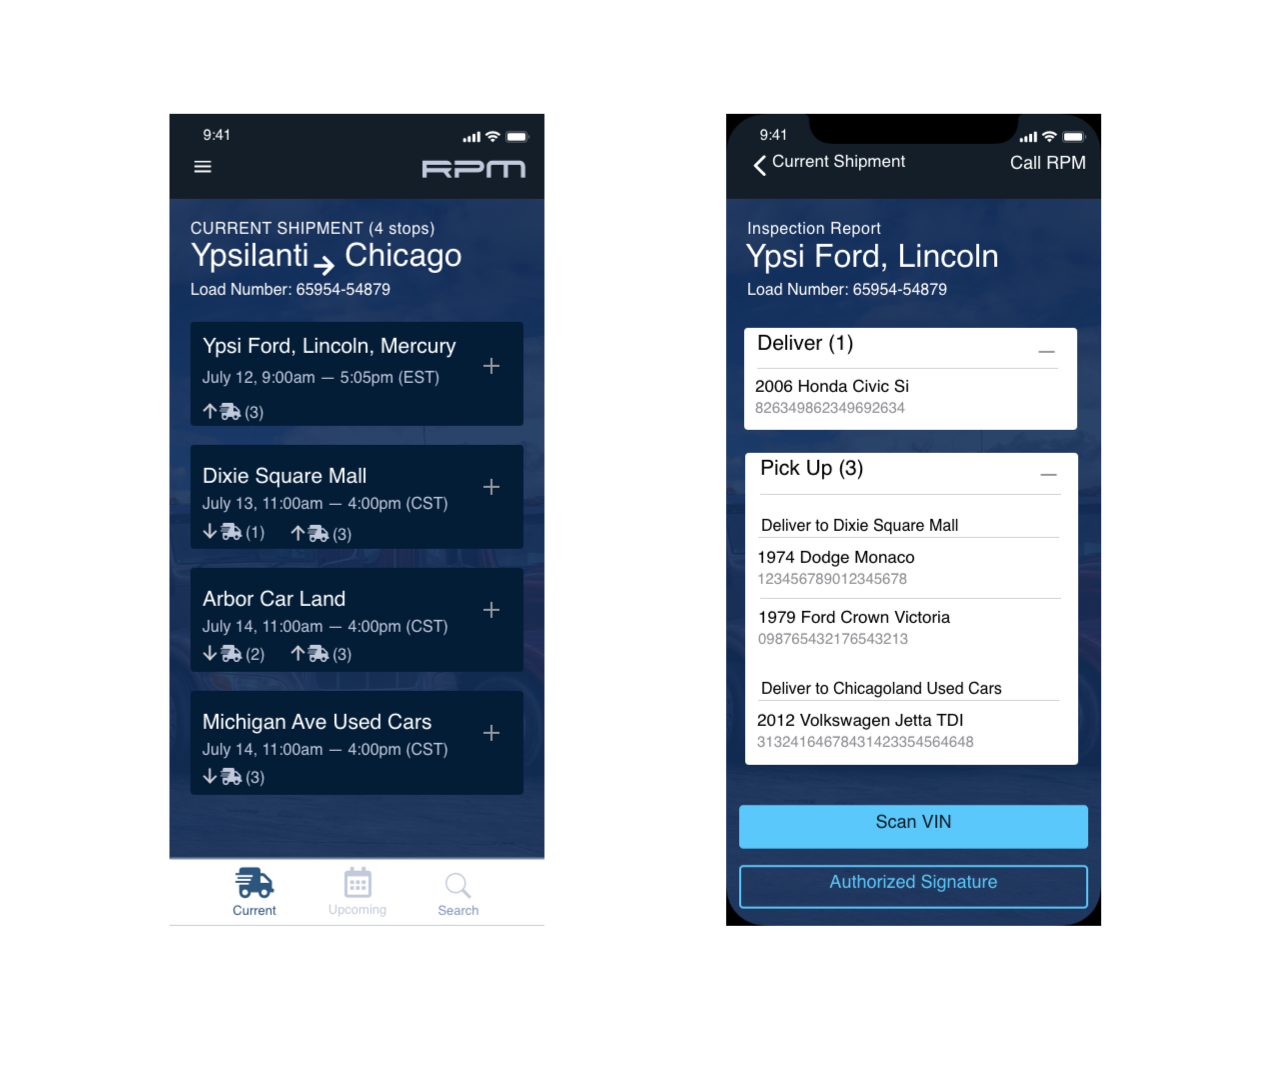 9:41
RPM
CURRENT SHIPMENT (4 stops)
Ypsilanti → Chicago
Load Number: 65954-54879
Ypsi Ford, Lincoln, Mercury
July 12, 9:00am — 5:05pm (EST)
(3)
Dixie Square Mall
July 13, 11:00am — 4:00pm (CST)
(1) (3)
Arbor Car Land
July 14, 11:00am — 4:00pm (CST)
(2) (3)
Michigan Ave Used Cars
July 14, 11:00am — 4:00pm (CST)
(3)
Current Upcoming Search
9:41
Current Shipment Call RPM
Inspection Report
Ypsi Ford, Lincoln
Load Number: 65954-54879
Deliver (1)
2006 Honda Civic Si
826349862349692634
Pick Up (3)
Deliver to Dixie Square Mall
1974 Dodge Monaco
123456789012345678
1979 Ford Crown Victoria
098765432176543213
Deliver to Chicagoland Used Cars
2012 Volkswagen Jetta TDI
31324164678431423354564648
Scan VIN
Authorized Signature